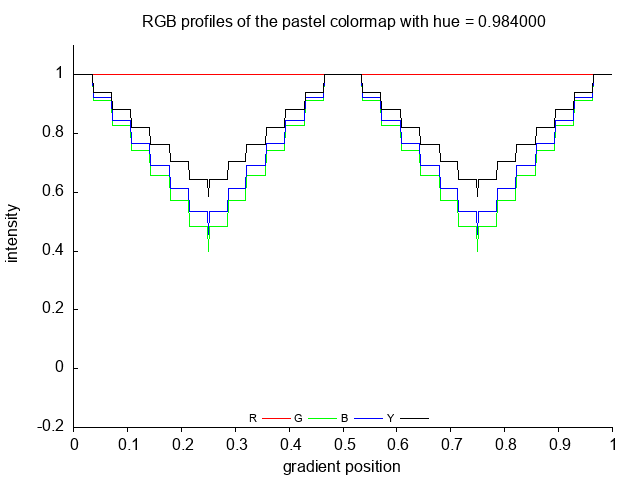 RGB profiles of the pastel colormap with hue = 0.984000
1
0.8
0.6
0.4
0.2
0
-0.2
intensity
R G B Y
0 0.1 0.2 0.3 0.4 0.5 0.6 0.7 0.8 0.9 1
gradient position